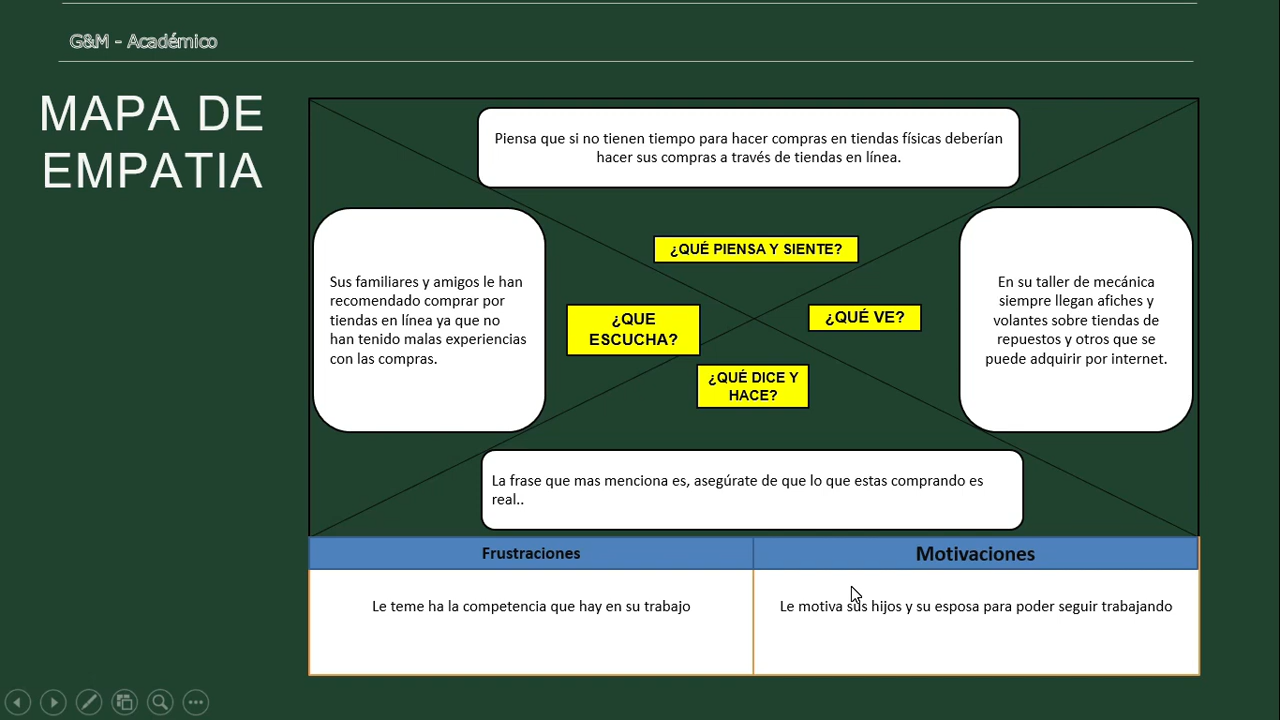 G&M - Académico
MAPA DE
EMPATIA
Piensa que si no tienen tiempo para hacer compras en tiendas físicas deberían
hacer sus compras a través de tiendas en línea.
¿QUÉ PIENSA Y SIENTE?
Sus familiares y amigos le han
recomendado comprar por
tiendas en línea ya que no
han tenido malas experiencias
con las compras.
¿QUE
ESCUCHA?
¿QUÉ VE?
En su taller de mecánica
siempre llegan afiches y
volantes sobre tiendas de
repuestos y otros que se
puede adquirir por internet.
¿QUÉ DICE Y
HACE?
La frase que mas menciona es, asegúrate de que lo que estas comprando es
real..
Frustraciones
Motivaciones
Le teme ha la competencia que hay en su trabajo
Le motiva sus hijos y su esposa para poder seguir trabajando